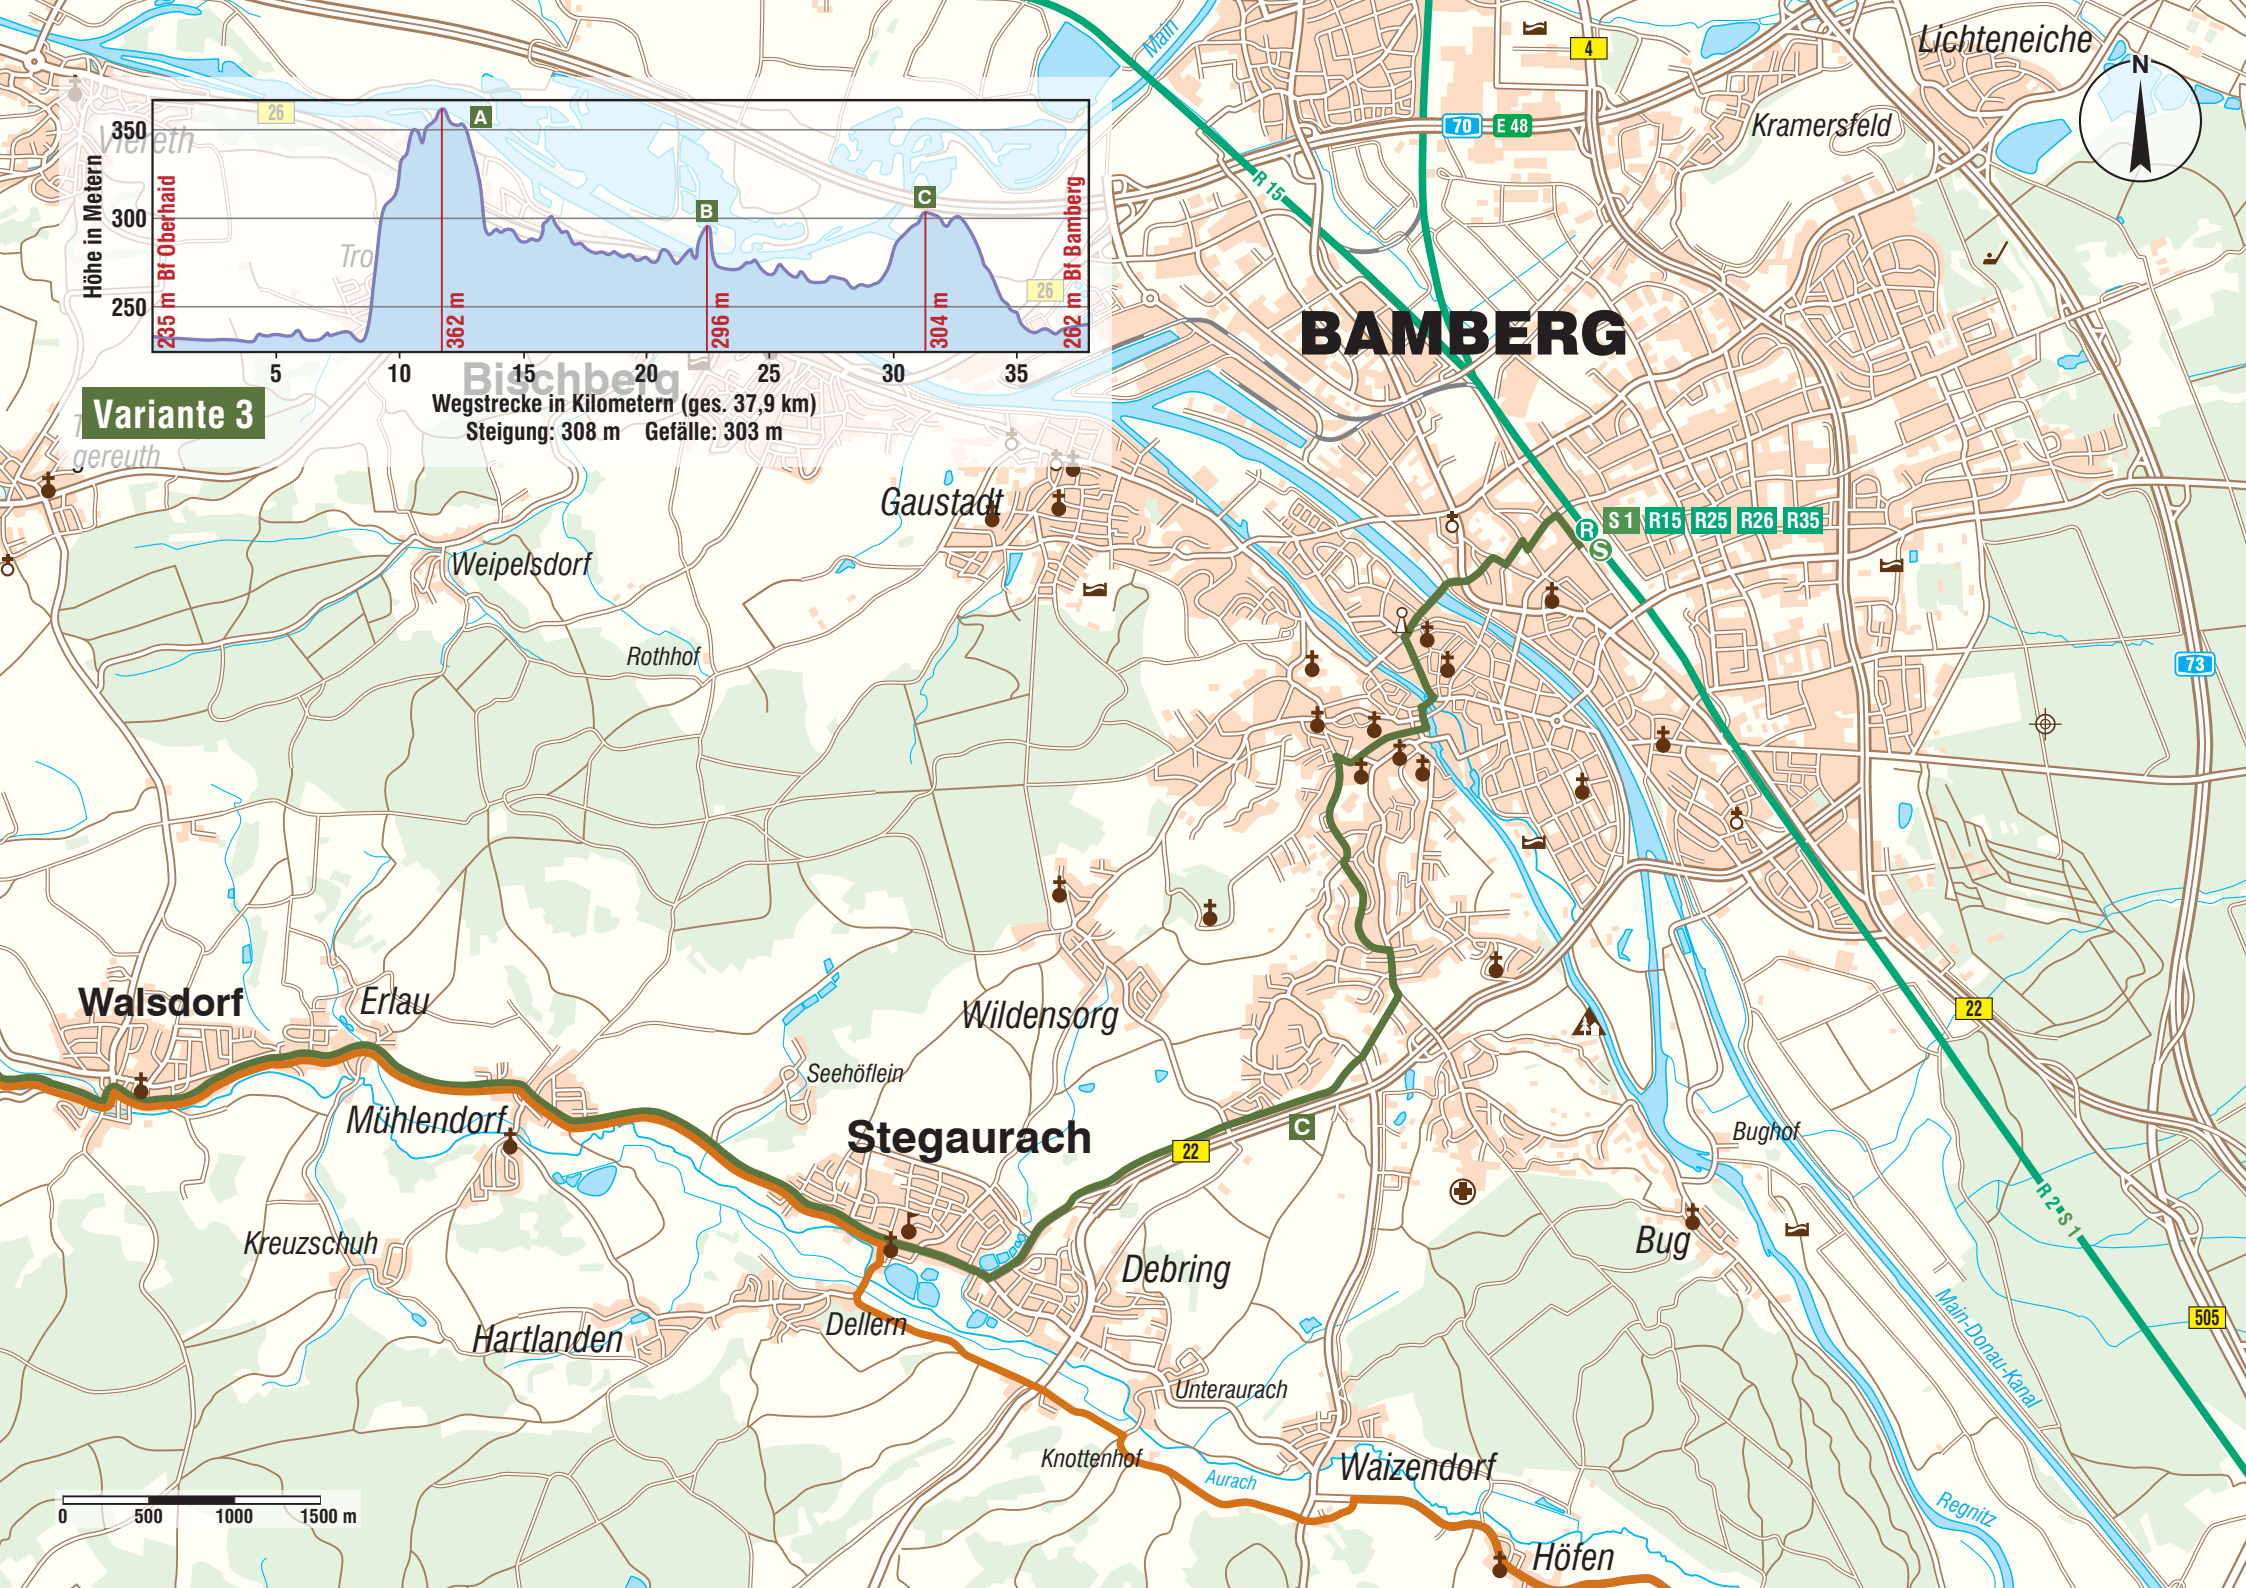 Lichteneiche
Main
4
N
Kramersfeld
70
E 48
R 15
BAMBERG
Viereth
26
Höhe in Metern
350
300
250
A
B
C
235 m Bf Oberhaid
362 m
296 m
304 m
262 m Bf Bamberg
26
5
10
15
20
25
30
35
Bischberg
Wegstrecke in Kilometern (ges. 37,9 km)
Steigung: 308 m Gefälle: 303 m
Variante 3
gereuth
Gaustadt
R
S
S 1
R15
R25
R26
R35
Weipelsdorf
Rothhof
73
Walsdorf
Erlau
Wildensorg
22
Seehöflein
Mühlendorf
Stegaurach
C
22
Bughof
Kreuzschuh
Debring
Bug
R 2
S 1
505
Hartlanden
Dellern
Main-Donau-Kanal
Unteraurach
Knottenhof
Aurach
Waizendorf
Regnitz
Höfen
0
500
1000
1500 m